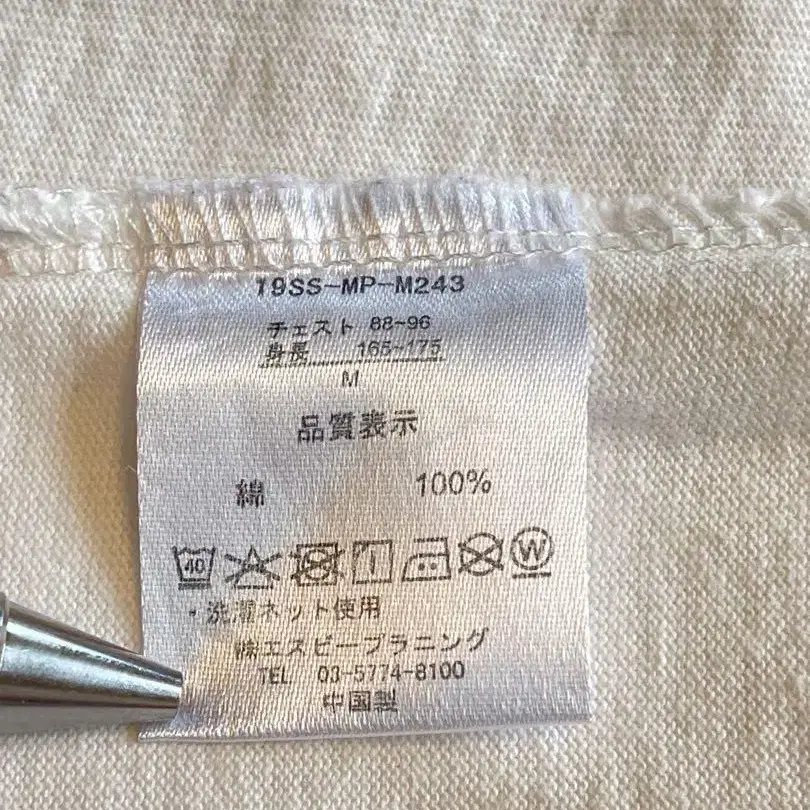 19SS-MP-M243
チェスト 88~96
身長 165~175
M
品質表示
綿 100%
40 W
・洗濯ネット使用
㈱エスピープラニング
TEL 03-5774-8100
中国製